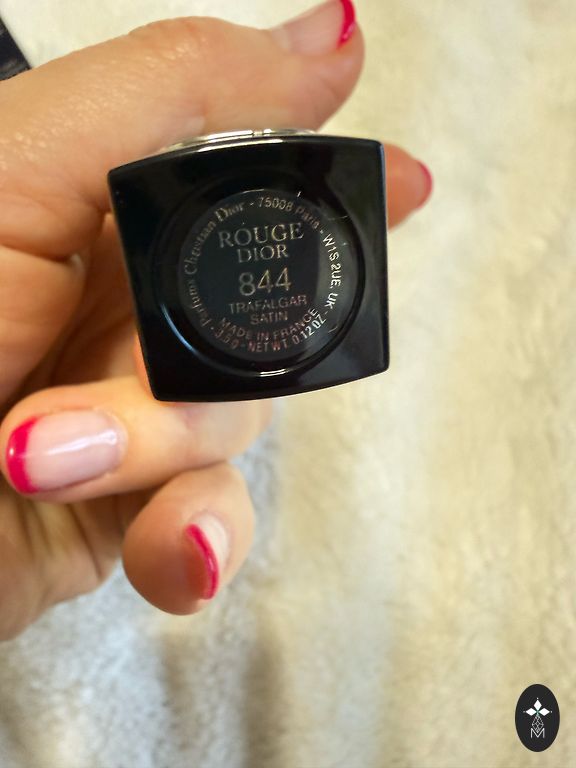 Parfums Christian Dior - 75008 Paris - W1S 2UE. UK
ROUGE
DIOR
844
TRAFALGAR
SATIN
MADE IN FRANCE
3.5 G - NET WT. 0.12 OZ -
M